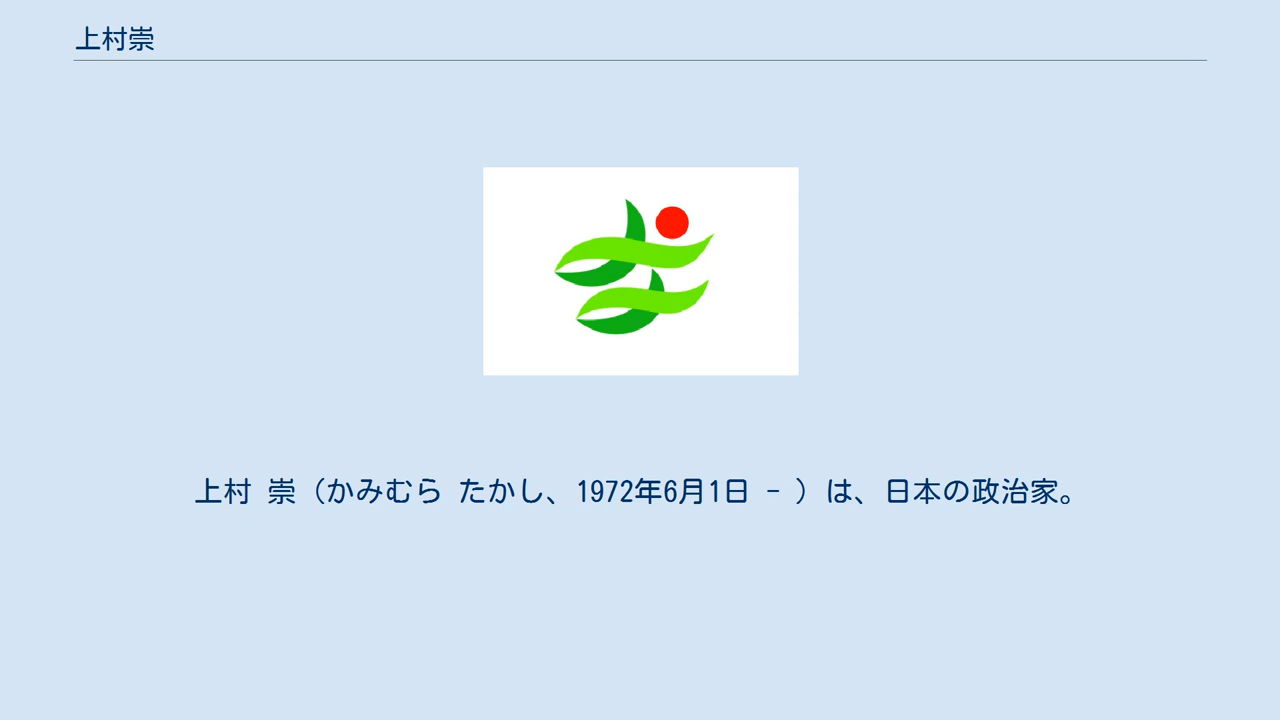 上村崇
上村 崇（かみむら たかし、1972年6月1日 - ）は、日本の政治家。